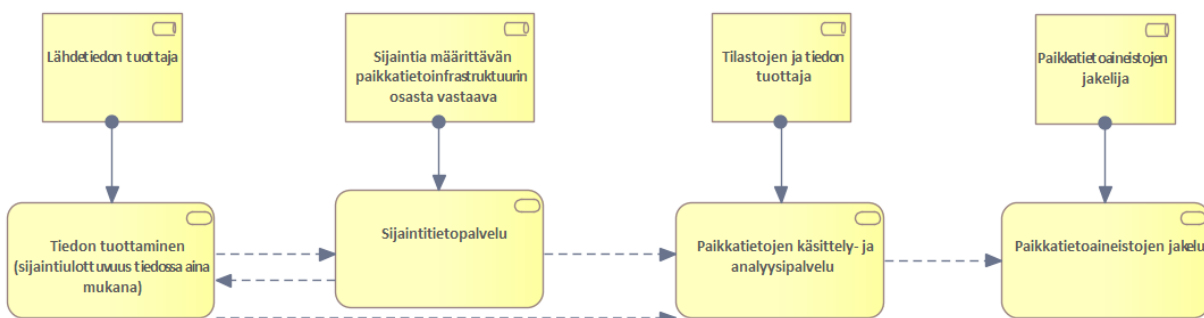 Lähdetiedon tuottaja
Sijaintia määrittävän
paikkatietoinfrastruktuurin
osasta vastaava
Tilastojen ja tiedon
tuottaja
Paikkatietoaineistojen
jakelija
Tiedon tuottaminen
(sijaintiulottuvuus tiedossa aina
mukana)
Sijaintitietopalvelu
Paikkatietojen käsittely- ja
analyysipalvelu
Paikkatietoaineistojen jakelu